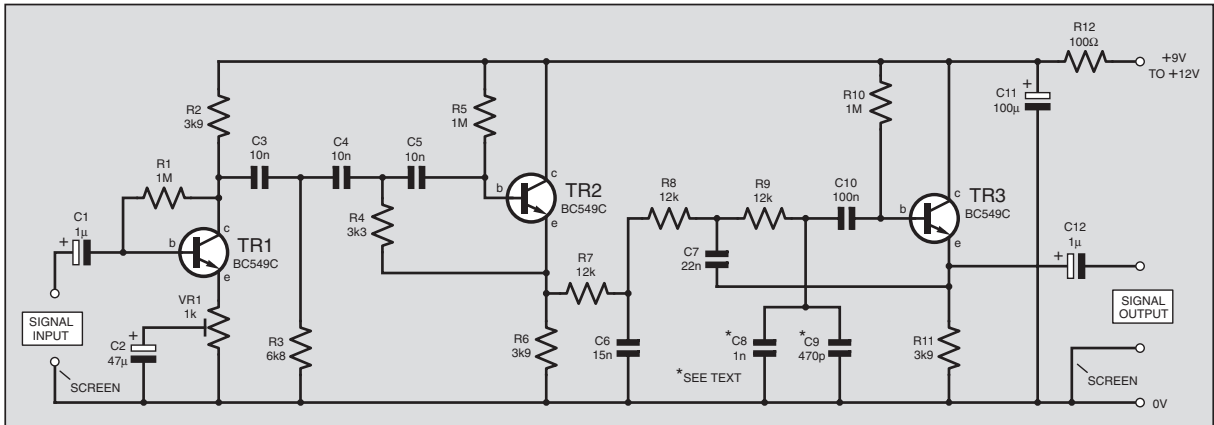 R12
100Ω
+9V
TO +12V
R2
3k9
R5
1M
R10
1M
C11
+
100µ
C3
10n
C4
10n
C5
10n
R1
1M
C1
1µ
+
b
c
e
TR1
BC549C
R4
3k3
b
c
e
TR2
BC549C
R8
12k
R9
12k
C10
100n
b
c
e
TR3
BC549C
C12
1µ
+
VR1
1k
R7
12k
C7
22n
SIGNAL
INPUT
C2
47µ
+
SCREEN
R3
6k8
R6
3k9
C6
15n
*C8
1n
*C9
470p
*SEE TEXT
R11
3k9
SIGNAL
OUTPUT
SCREEN
0V